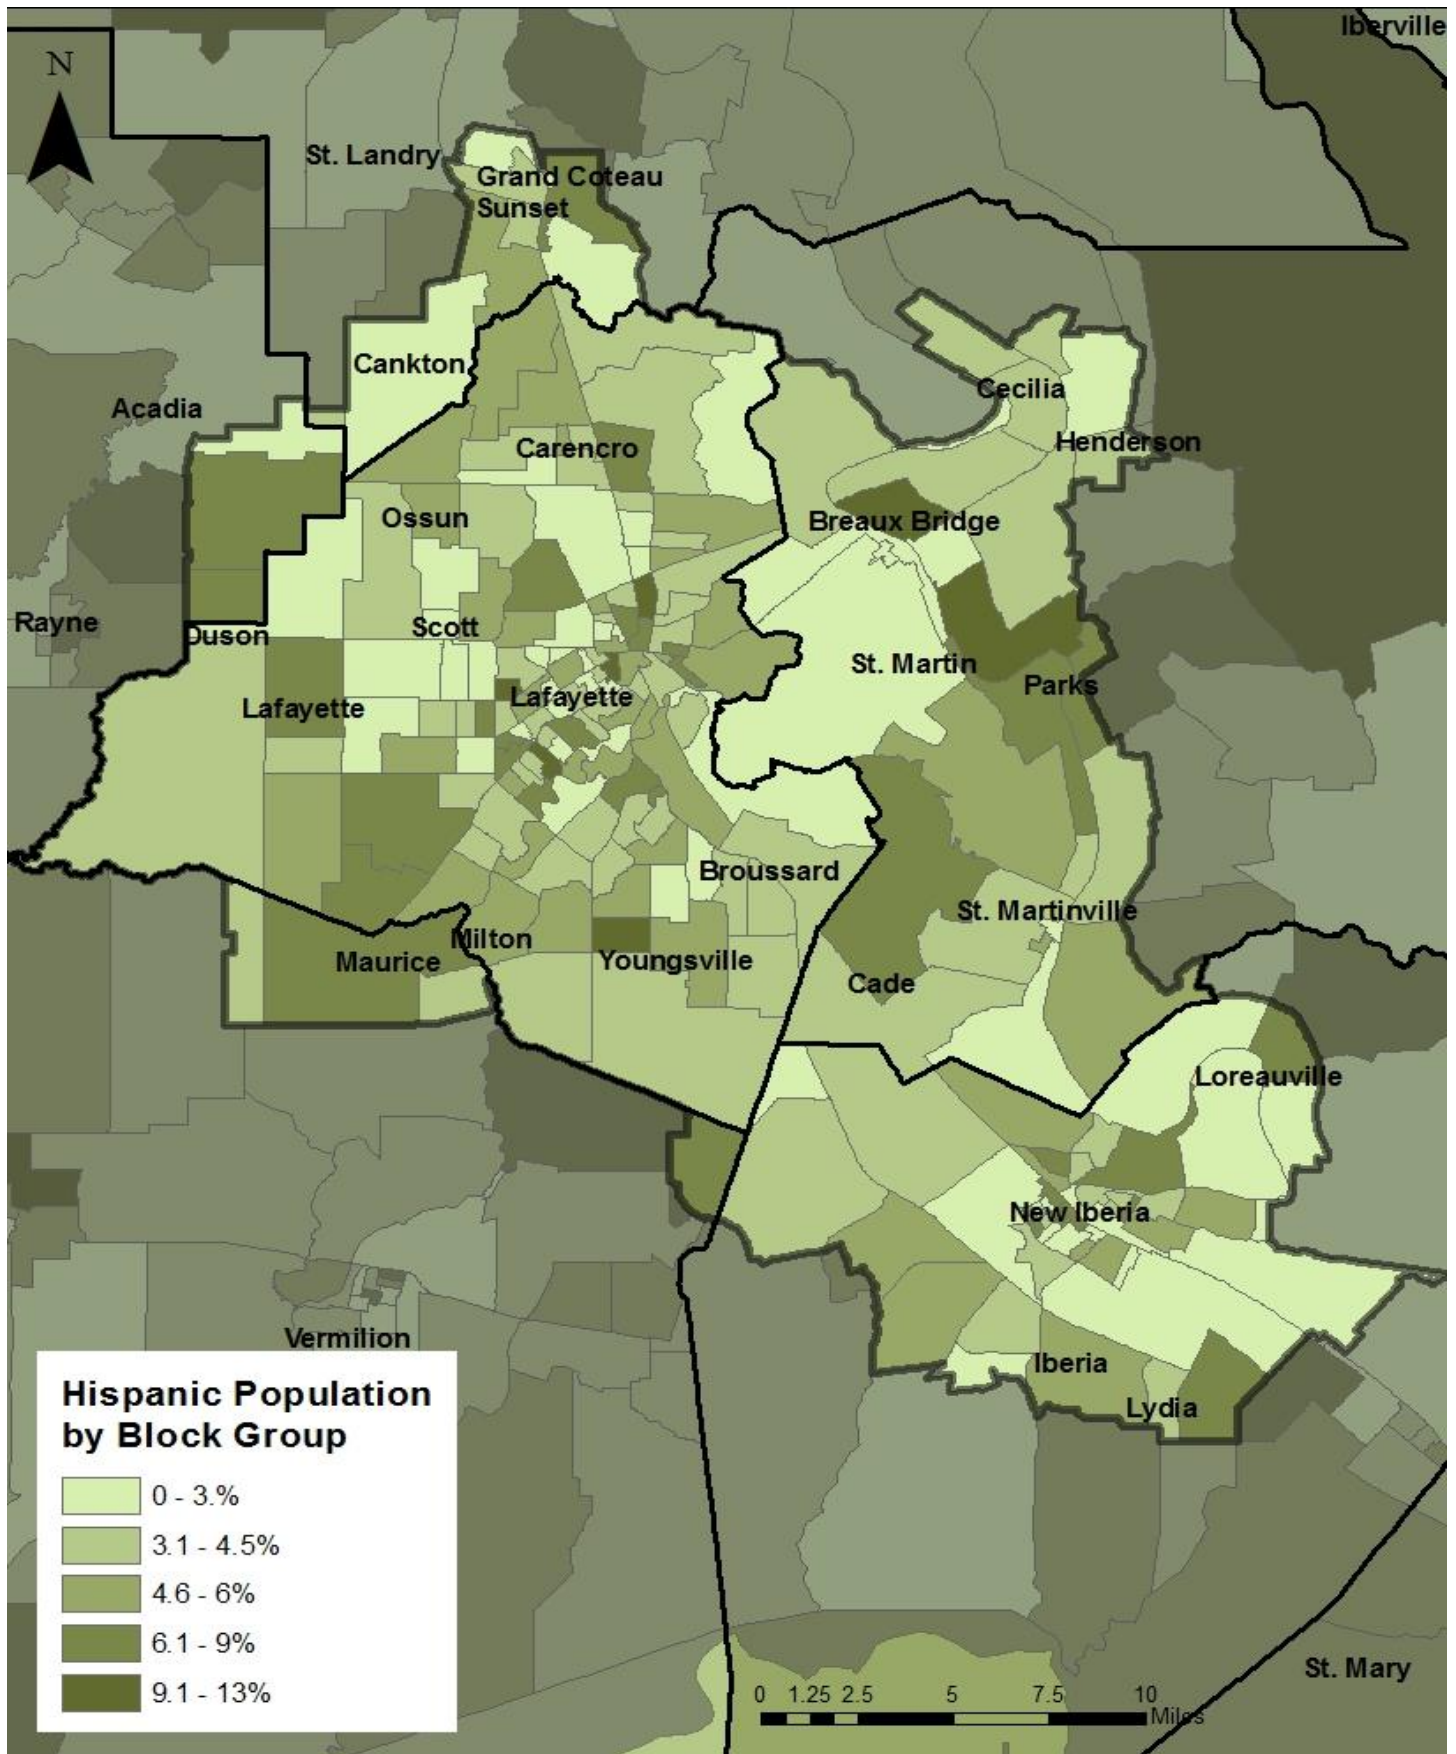 Iberville
N
St. Landry
Grand Coteau
Sunset
Cankton
Cecilia
Acadia
Henderson
Carencro
Ossun
Breaux Bridge
Rayne
Duson
Scott
St. Martin
Parks
Lafayette
Lafayette
Broussard
St. Martinville
Milton
Maurice
Youngsville
Cade
Loreauville
New Iberia
Vermilion
Iberia
Lydia
Hispanic Population
by Block Group
0 - 3.%
3.1 - 4.5%
4.6 - 6%
6.1 - 9%
9.1 - 13%
St. Mary
0 1.25 2.5 5 7.5 10
Miles